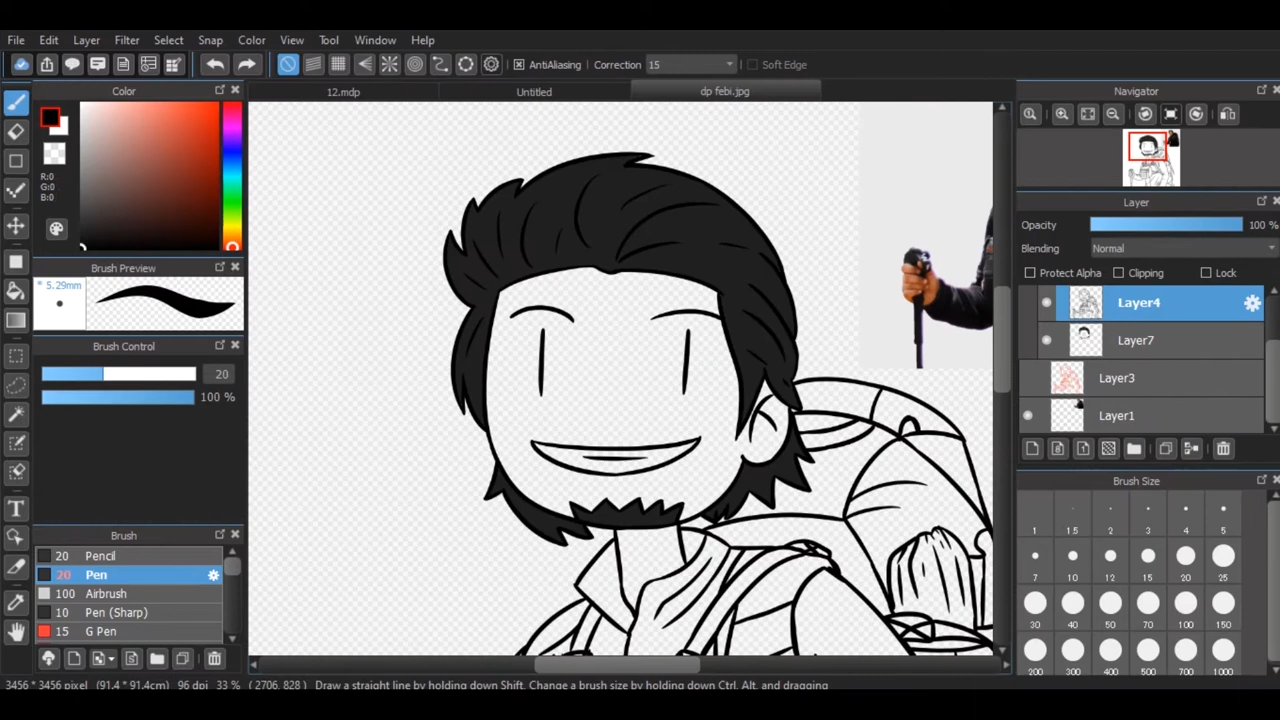 File Edit Layer Filter Select Snap Color View Tool Window Help
AntiAliasing Correction 15 Soft Edge
Color
12.mdp Untitled dp febi.jpg
Navigator
R:0
G:0
B:0
Layer
Opacity 100 %
Blending Normal
Protect Alpha Clipping Lock
Brush Preview
* 5.29mm
Layer4
Layer7
Layer3
Layer1
Brush Control
20
100 %
Brush
20 Pencil
20 Pen
100 Airbrush
10 Pen (Sharp)
15 G Pen
Brush Size
1 1.5 2 3 4 5
7 10 12 15 20 25
30 40 50 70 100 150
200 300 400 500 700 1000
3456 * 3456 pixel (91.4 * 91.4cm) 96 dpi 33 % ( 2706, 828 ) Draw a straight line by holding down Shift. Change a brush size by holding down Ctrl, Alt, and dragging